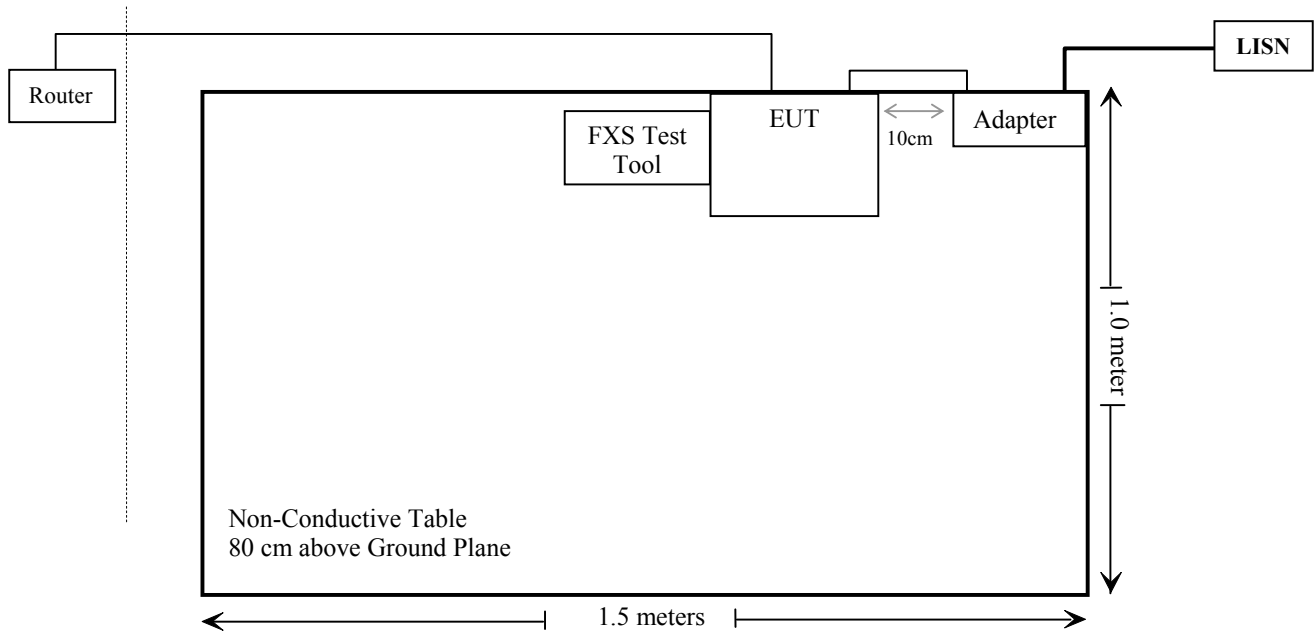 LISN
Router
EUT
Adapter
FXS Test
Tool
10cm
1.0 meter
Non-Conductive Table
80 cm above Ground Plane
1.5 meters